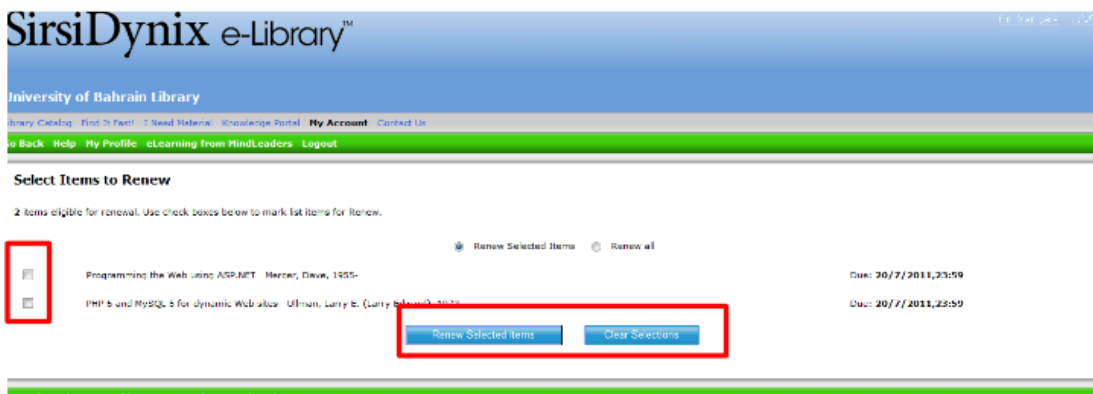 SirsiDynix e-Library™
University of Bahrain Library
Library Catalog Find It Fast! I Need Material Knowledge Portal My Account Contact Us
Go Back Help My Profile eLearning from MindLeaders Logout
Select Items to Renew
2 items eligible for renewal. Use check boxes below to mark list items for Renew.
Renew Selected Items Renew all
Programming the Web using ASP.NET Mercer, Dave, 1955- Due: 20/7/2011,23:59
PHP 5 and MySQL 5 for dynamic Web sites Ullman, Larry E. (Larry Edward), Due: 20/7/2011,23:59
Renew Selected Items Clear Selections